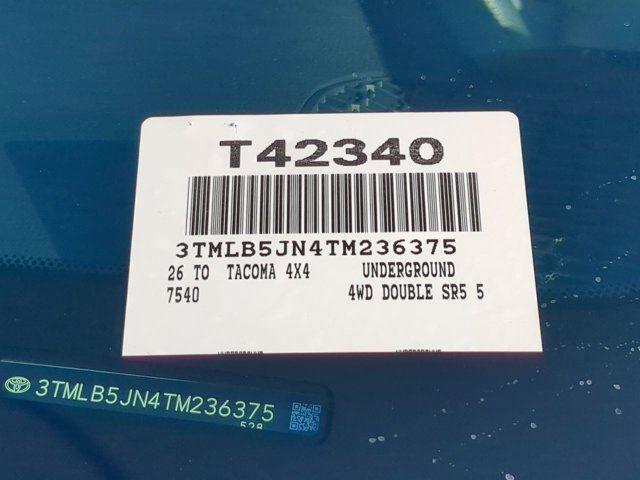 T42340
3TMLB5JN4TM236375
26 TO TACOMA 4X4 UNDERGROUND
7540 4WD DOUBLE SR5 5
3TMLB5JN4TM236375
528